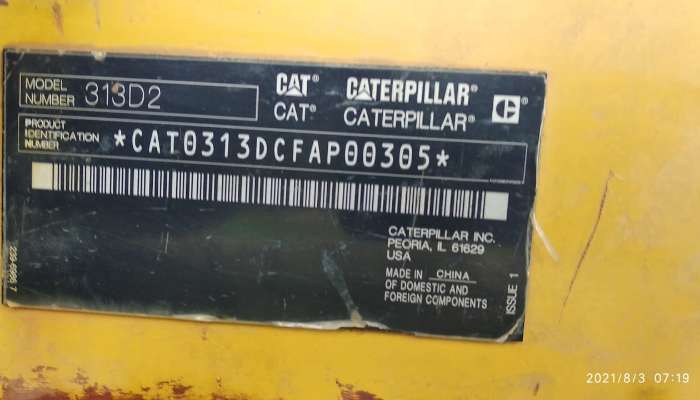 MODEL NUMBER 313D2
CAT® CATERPILLAR®
CAT® CATERPILLAR®
PRODUCT IDENTIFICATION NUMBER *CAT0313DCFAP00305*
CATERPILLAR INC.
PEORIA, IL 61629
USA
MADE IN CHINA
OF DOMESTIC AND
FOREIGN COMPONENTS
ISSUE 1
2021/8/3 07:19